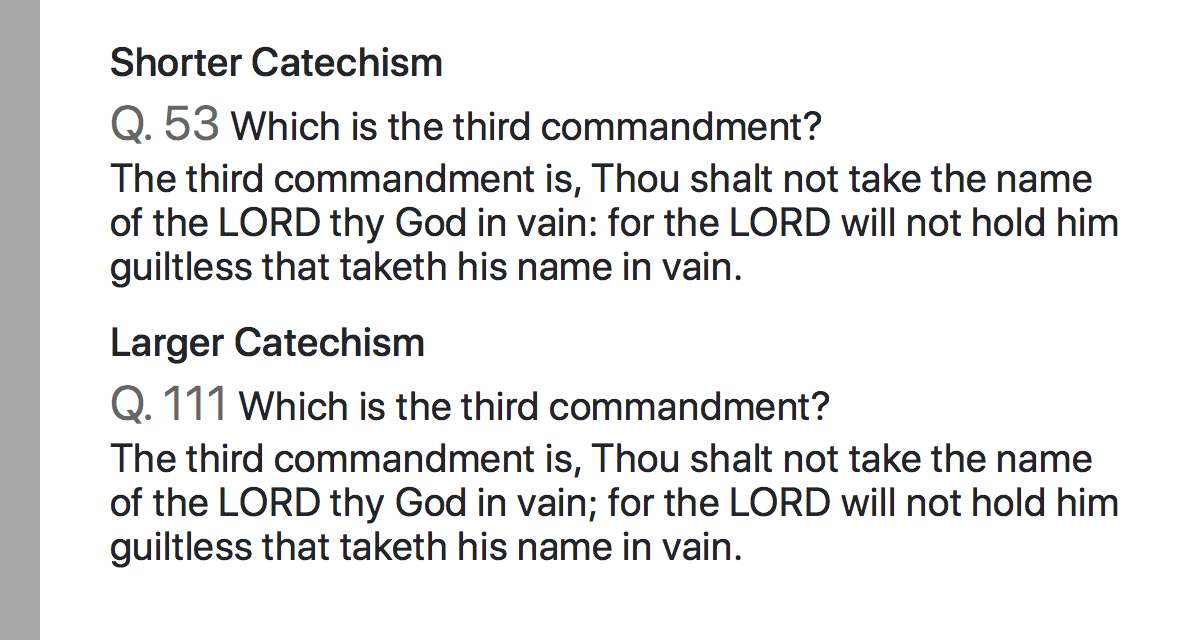 Shorter Catechism
Q. 53 Which is the third commandment?
The third commandment is, Thou shalt not take the name
of the LORD thy God in vain: for the LORD will not hold him
guiltless that taketh his name in vain.
Larger Catechism
Q. 111 Which is the third commandment?
The third commandment is, Thou shalt not take the name
of the LORD thy God in vain; for the LORD will not hold him
guiltless that taketh his name in vain.